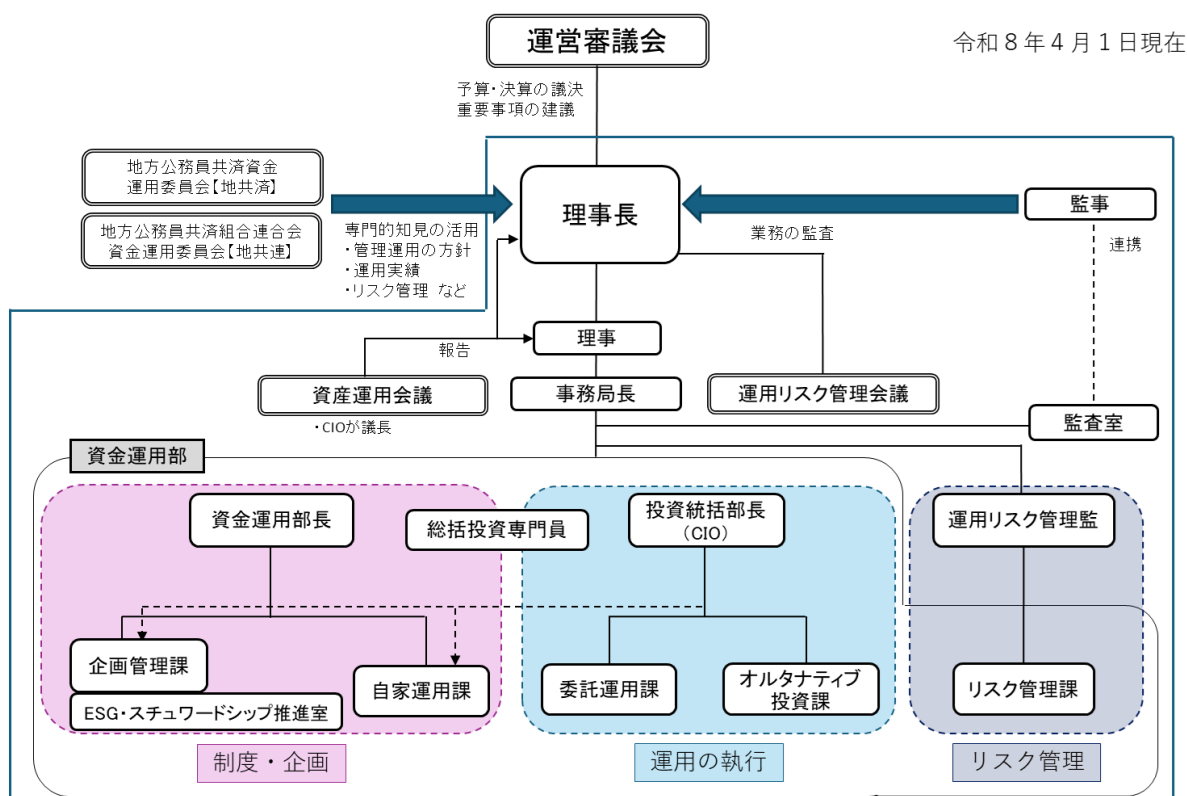 運営審議会
令和8年4月1日現在
予算・決算の議決
重要事項の建議
地方公務員共済資金
運用委員会【地共済】
地方公務員共済組合連合会
資金運用委員会【地共連】
専門的知見の活用
・管理運用の方針
・運用実績
・リスク管理 など
理事長
業務の監査
監事
連携
報告
理事
資産運用会議
・CIOが議長
事務局長
運用リスク管理会議
監査室
資金運用部
資金運用部長
総括投資専門員
投資統括部長
（CIO）
運用リスク管理監
企画管理課
ESG・スチュワードシップ推進室
自家運用課
委託運用課
オルタナティブ
投資課
リスク管理課
制度・企画
運用の執行
リスク管理